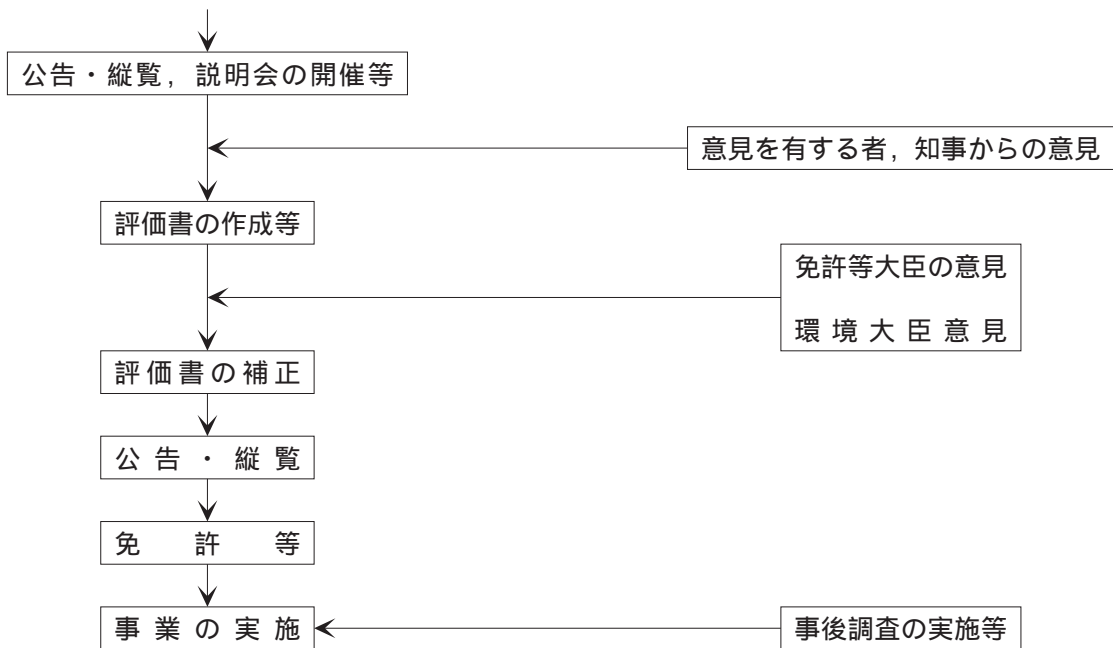 公告・縦覧，説明会の開催等
意見を有する者，知事からの意見
評価書の作成等
免許等大臣の意見
環境大臣意見
評価書の補正
公告・縦覧
免許等
事業の実施
事後調査の実施等